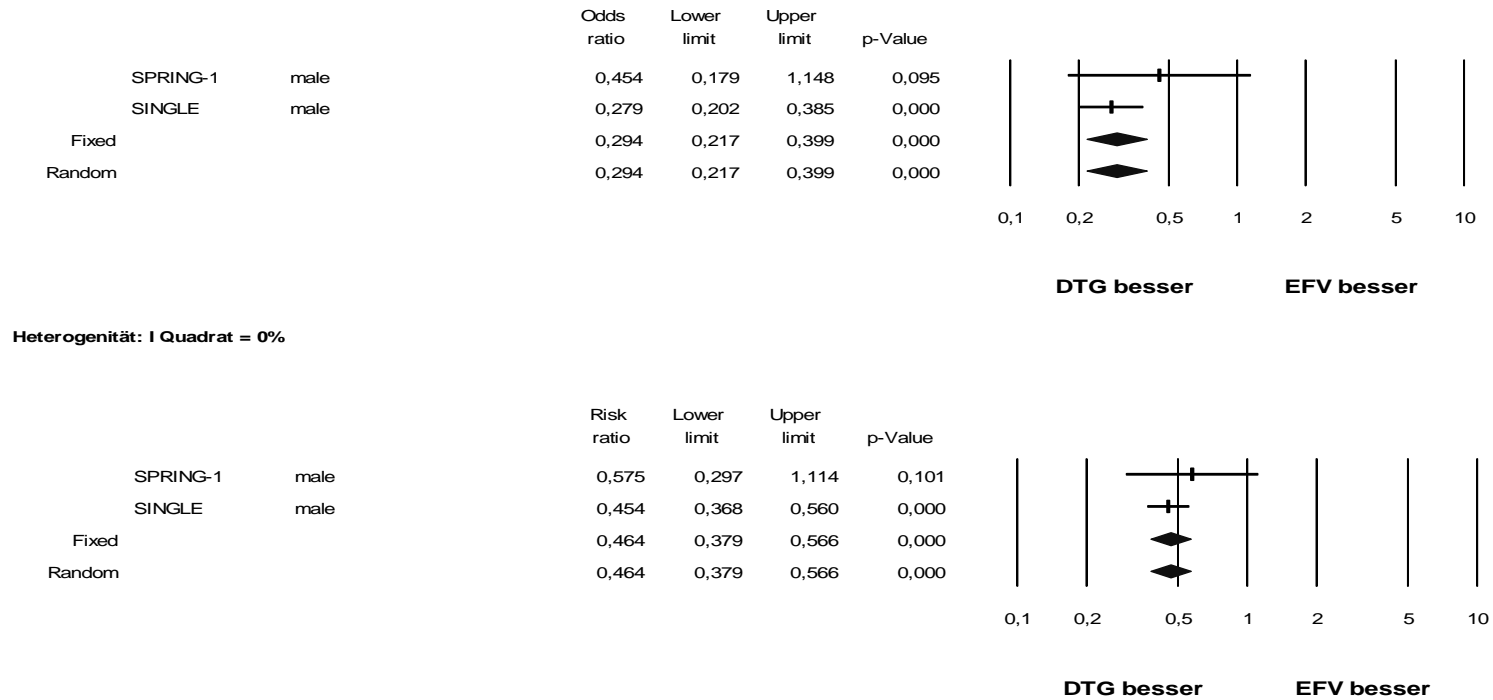 Odds Lower Upper
ratio limit limit p-Value
SPRING-1 male 0,454 0,179 1,148 0,095
SINGLE male 0,279 0,202 0,385 0,000
Fixed 0,294 0,217 0,399 0,000
Random 0,294 0,217 0,399 0,000
0,1 0,2 0,5 1 2 5 10
DTG besser EFV besser
Heterogenität: I Quadrat = 0%
Risk Lower Upper
ratio limit limit p-Value
SPRING-1 male 0,575 0,297 1,114 0,101
SINGLE male 0,454 0,368 0,560 0,000
Fixed 0,464 0,379 0,566 0,000
Random 0,464 0,379 0,566 0,000
0,1 0,2 0,5 1 2 5 10
DTG besser EFV besser